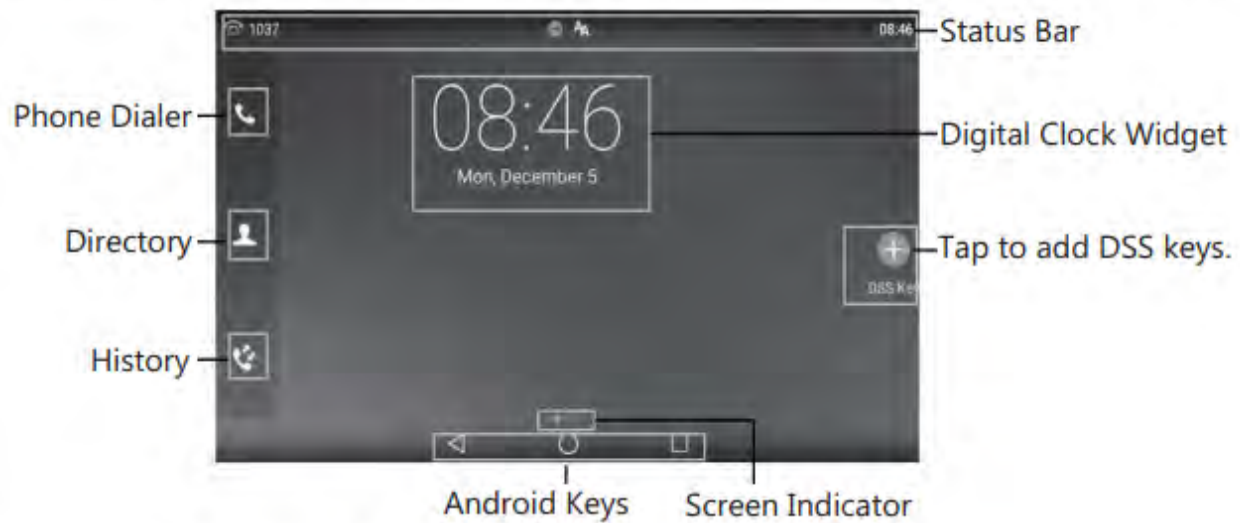 1037
08:46
Status Bar
Phone Dialer
08:46
Mon, December 5
Digital Clock Widget
Directory
Tap to add DSS keys.
DSS Ke
History
Android Keys
Screen Indicator